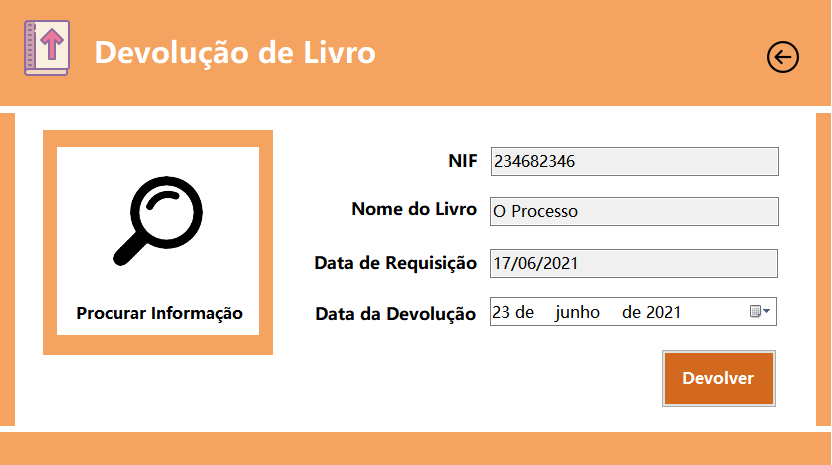 Devolução de Livro
Procurar Informação
NIF 234682346
Nome do Livro O Processo
Data de Requisição 17/06/2021
Data da Devolução 23 de junho de 2021
Devolver